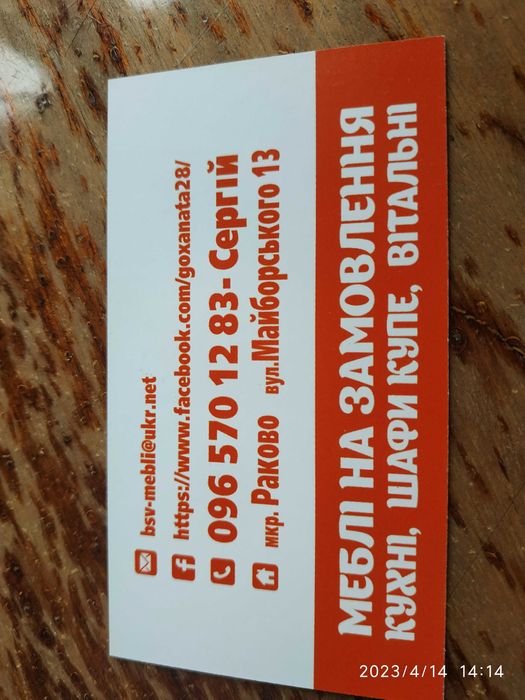 bsv-mebli@ukr.net
https://www.facebook.com/goxanata28/
096 570 12 83- Сергій
мкр. Раково вул.Майборського 13
МЕБЛІ НА ЗАМОВЛЕННЯ
КУХНІ, ШАФИ КУПЕ, ВІТАЛЬНІ
2023/4/14 14:14